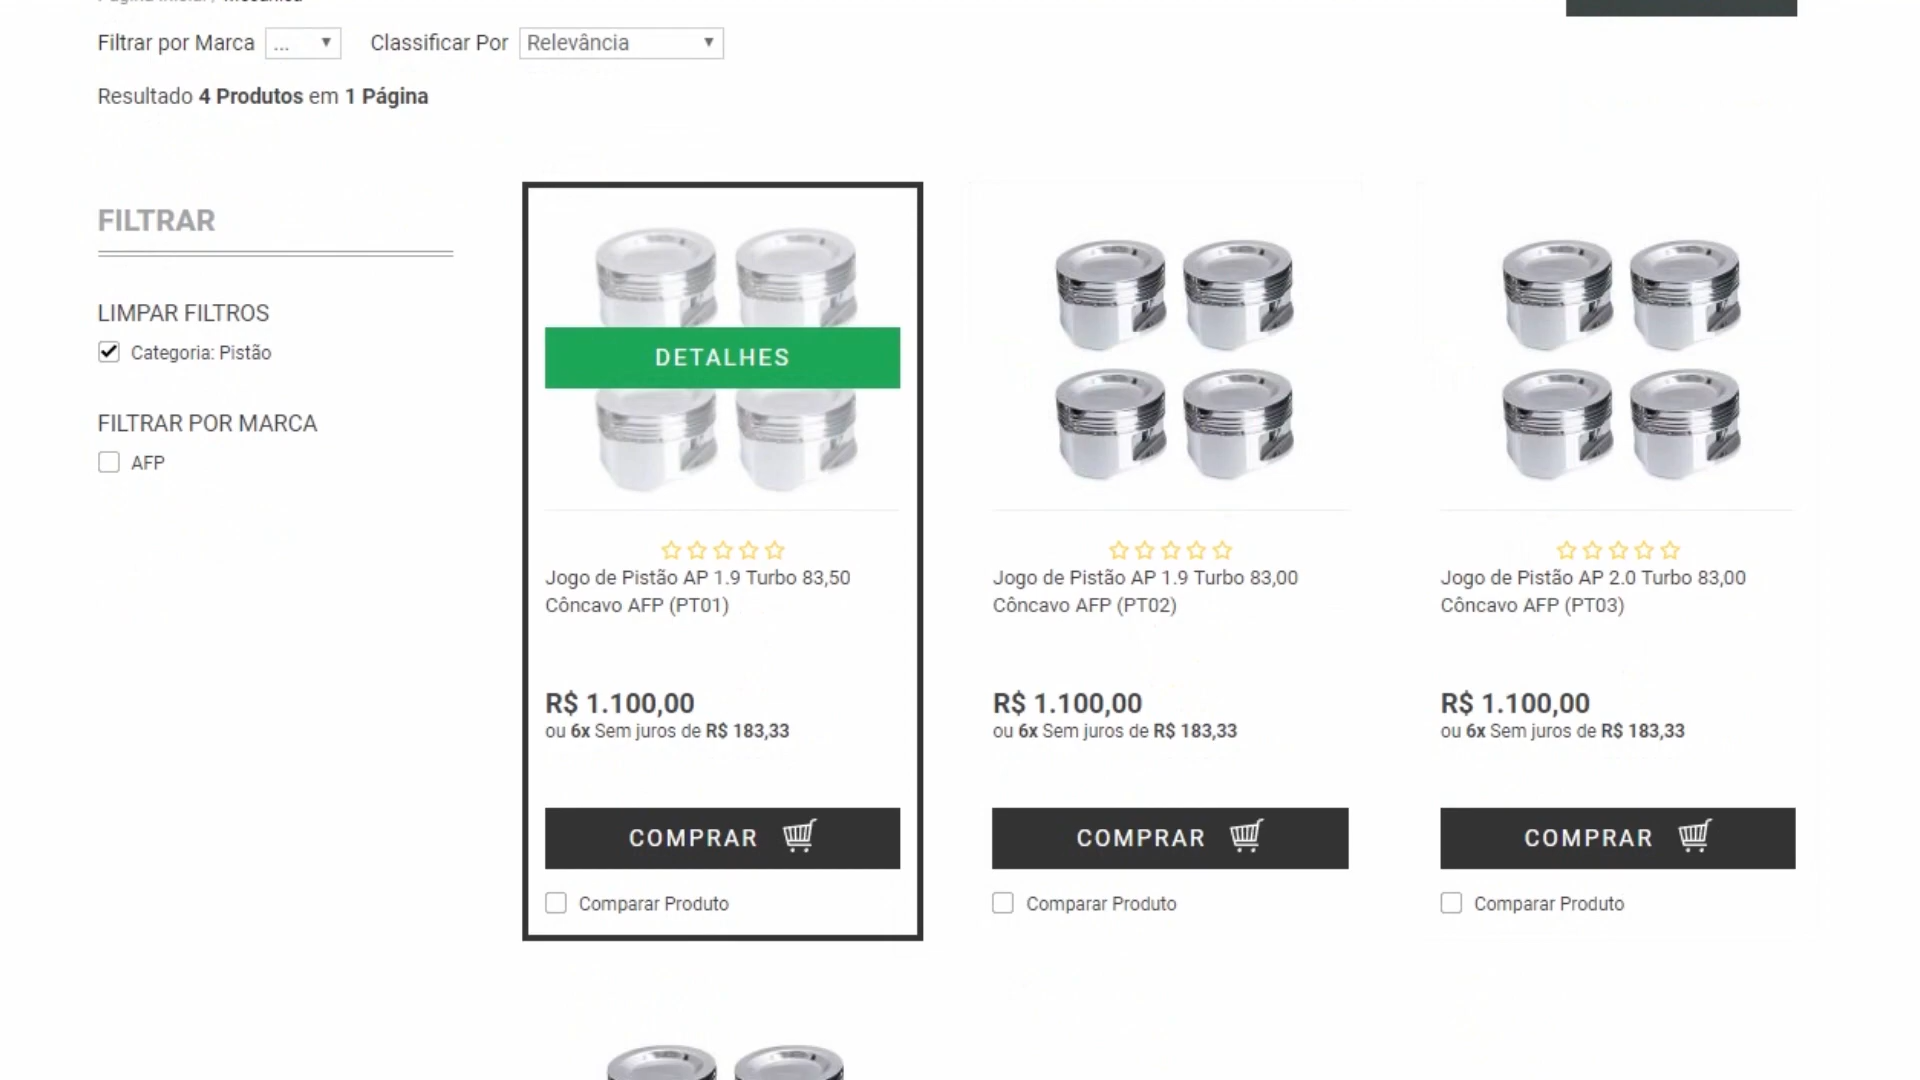 Filtrar por Marca ... Classificar Por Relevância
Resultado 4 Produtos em 1 Página
FILTRAR
LIMPAR FILTROS
Categoria: Pistão
FILTRAR POR MARCA
AFP
DETALHES
Jogo de Pistão AP 1.9 Turbo 83,50
Côncavo AFP (PT01)
R$ 1.100,00
ou 6x Sem juros de R$ 183,33
COMPRAR
Comparar Produto
Jogo de Pistão AP 1.9 Turbo 83,00
Côncavo AFP (PT02)
R$ 1.100,00
ou 6x Sem juros de R$ 183,33
COMPRAR
Comparar Produto
Jogo de Pistão AP 2.0 Turbo 83,00
Côncavo AFP (PT03)
R$ 1.100,00
ou 6x Sem juros de R$ 183,33
COMPRAR
Comparar Produto